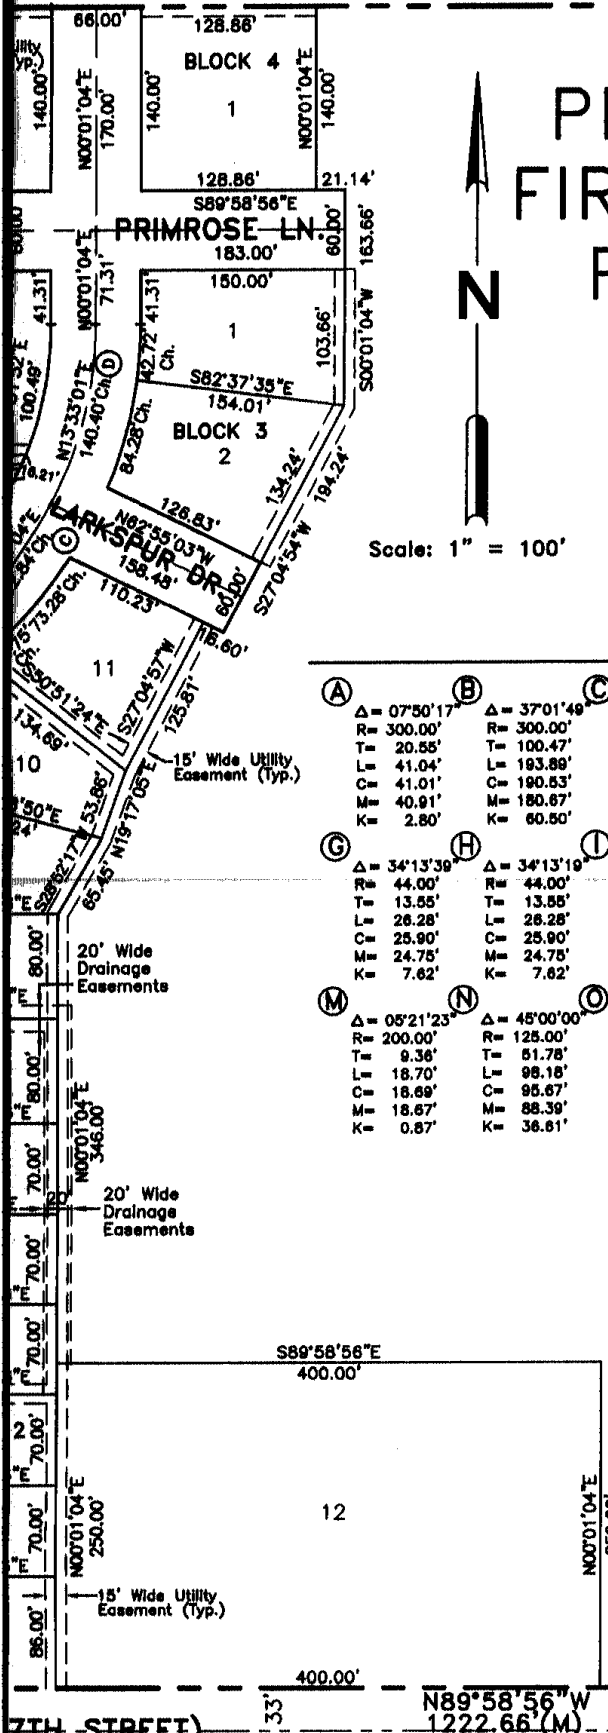 66.00'
128.86'
BLOCK 4
140.00'
N00°01'04"E
170.00'
140.00'
1
N00°01'04"E
140.00'
128.86'
21.14'
S89°58'56"E
PRIMROSE LN.
60.00'
163.66'
183.00'
150.00'
N00°01'04"E
71.31'
41.31'
41.31'
1
103.66'
S00°01'04"W
42.72' Ch.
D
S82°37'35"E
154.01'
100.49'
N13°33'01"E
140.40' Ch.
84.28' Ch.
BLOCK 3
2
134.24'
194.24'
126.83'
LARKSPUR DR.
N62°55'03"W
158.48'
C
110.23'
60.00'
S27°04'54"W
16.60'
73.28' Ch.
11
S50°51'24"E
S27°04'57"W
125.81'
134.69'
10
15' Wide Utility
Easement (Typ.)
53.86'
N19°17'05"E
65.45'
N
Scale: 1" = 100'
PL
FIR
P
A
Δ= 07°50'17"
R= 300.00'
T= 20.55'
L= 41.04'
C= 41.01'
M= 40.91'
K= 2.80'
B
Δ= 37°01'49"
R= 300.00'
T= 100.47'
L= 193.89'
C= 190.53'
M= 180.67'
K= 60.50'
C
G
Δ= 34°13'39"
R= 44.00'
T= 13.55'
L= 26.28'
C= 25.90'
M= 24.75'
K= 7.62'
H
Δ= 34°13'19"
R= 44.00'
T= 13.55'
L= 26.28'
C= 25.90'
M= 24.75'
K= 7.62'
I
M
Δ= 05°21'23"
R= 200.00'
T= 9.36'
L= 18.70'
C= 18.69'
M= 18.67'
K= 0.87'
N
Δ= 45°00'00"
R= 125.00'
T= 51.78'
L= 98.18'
C= 95.67'
M= 88.39'
K= 36.61'
O
80.00'
20' Wide
Drainage
Easements
80.00'
N00°01'04"E
346.00'
70.00'
20'
20' Wide
Drainage
Easements
70.00'
70.00'
S89°58'56"E
400.00'
2
70.00'
70.00'
N00°01'04"E
250.00'
12
N00°01'04"E
15' Wide Utility
Easement (Typ.)
86.00'
400.00'
33'
N89°58'56"W
1222.66'(M)
7TH STREET)